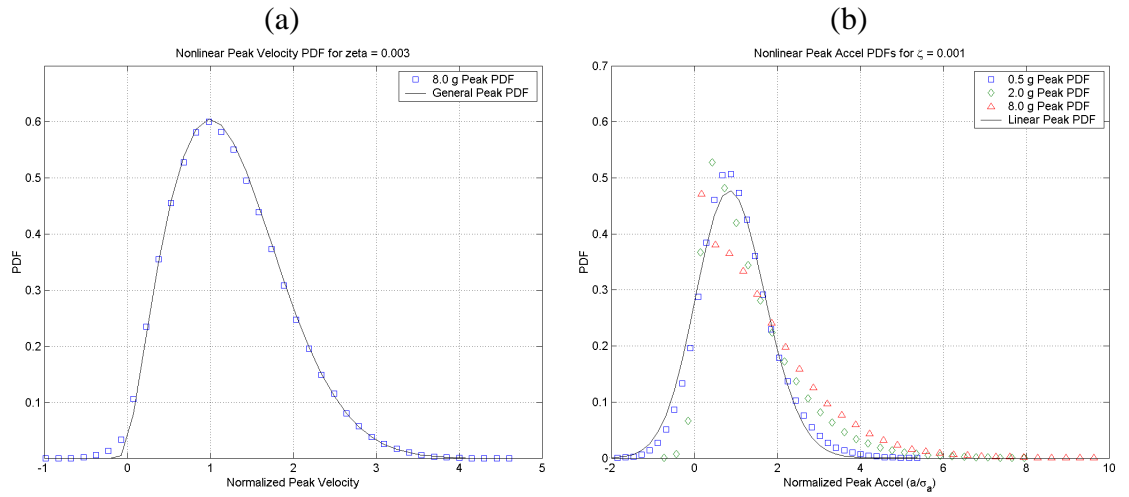 (a)
Nonlinear Peak Velocity PDF for zeta = 0.003
8.0 g Peak PDF
General Peak PDF
PDF
0.6
0.5
0.4
0.3
0.2
0.1
0
-1
0
1
2
3
4
5
Normalized Peak Velocity
(b)
Nonlinear Peak Accel PDFs for ζ = 0.001
0.5 g Peak PDF
2.0 g Peak PDF
8.0 g Peak PDF
Linear Peak PDF
PDF
0.7
0.6
0.5
0.4
0.3
0.2
0.1
0
-2
0
2
4
6
8
10
Normalized Peak Accel (a/σa)